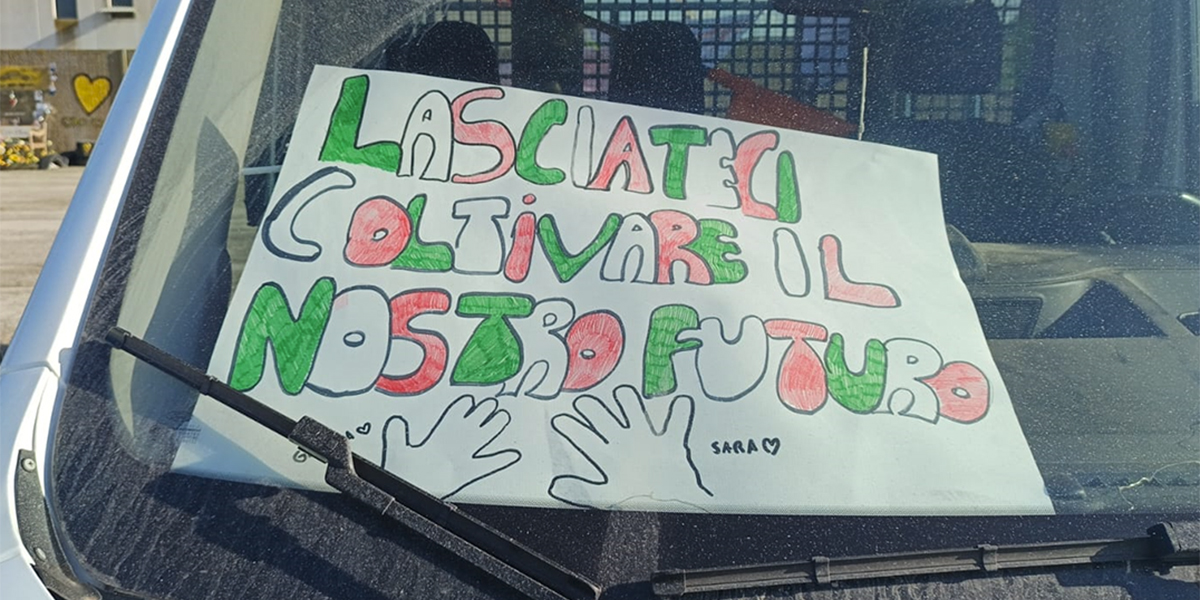 LASCIATECI
COLTIVARE IL
NOSTRO FUTURO
SARA